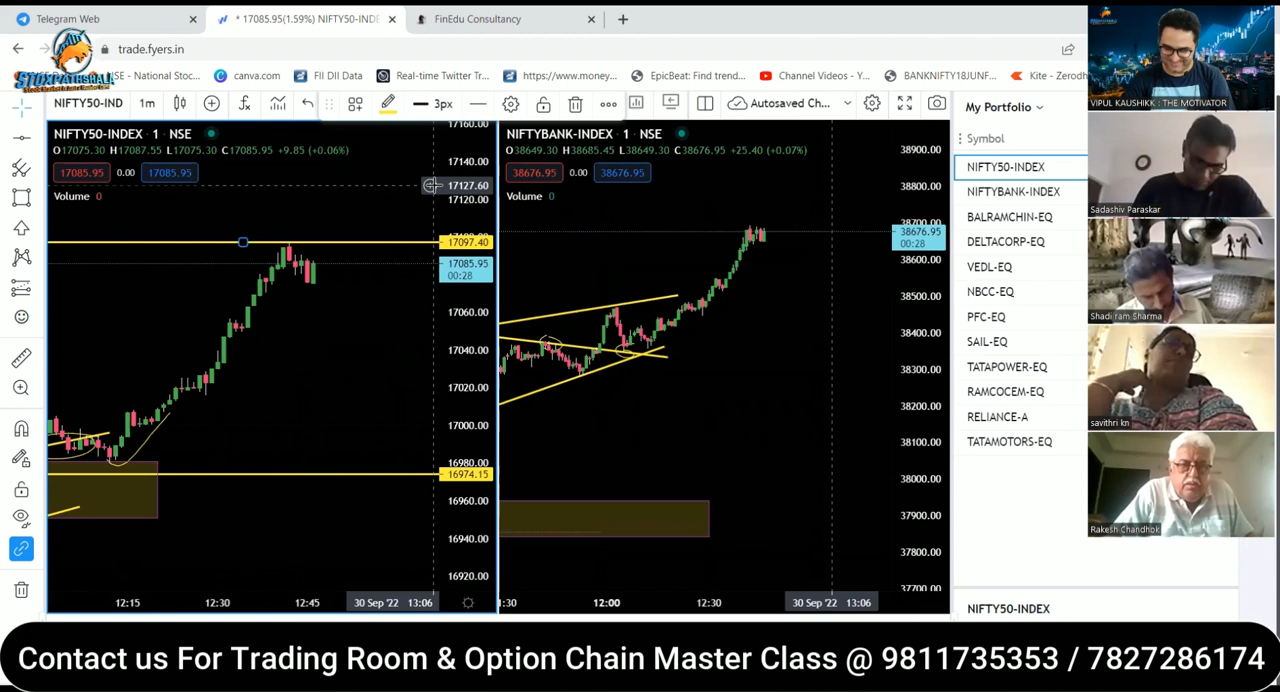 Telegram Web
* 17085.95(1.59%) NIFTY50-INDE
FinEdu Consultancy
trade.fyers.in
STOXPATHSHALA
SE - National Stoc...
canva.com
FII DII Data
Real-time Twitter Tr...
https://www.money...
EpicBeat: Find trend...
Channel Videos - Y...
BANKNIFTY18JUNF...
Kite - Zerodh
NIFTY50-IND
1m
3px
Autosaved Ch...
My Portfolio
NIFTY50-INDEX · 1 · NSE
O17075.30 H17087.55 L17075.30 C17085.95 +9.85 (+0.06%)
17085.95 0.00 17085.95
Volume 0
17160.00
17140.00
17127.60
17120.00
17097.40
17085.95
00:28
17060.00
17040.00
17020.00
17000.00
16980.00
16974.15
16960.00
16940.00
16920.00
12:15
12:30
12:45
30 Sep '22 13:06
NIFTYBANK-INDEX · 1 · NSE
O38649.30 H38685.45 L38649.30 C38676.95 +25.40 (+0.07%)
38676.95 0.00 38676.95
Volume 0
38900.00
38800.00
38700.00
38676.95
00:28
38600.00
38500.00
38400.00
38300.00
38200.00
38100.00
38000.00
37900.00
37800.00
37700.00
:30
12:00
12:30
30 Sep '22 13:06
Symbol
NIFTY50-INDEX
NIFTYBANK-INDEX
BALRAMCHIN-EQ
DELTACORP-EQ
VEDL-EQ
NBCC-EQ
PFC-EQ
SAIL-EQ
TATAPOWER-EQ
RAMCOCEM-EQ
RELIANCE-A
TATAMOTORS-EQ
NIFTY50-INDEX
VIPUL KAUSHIKK : THE MOTIVATOR
Sadashiv Paraskar
Shadi ram Sharma
savithri kn
Rakesh Chandhok
Contact us For Trading Room & Option Chain Master Class @ 9811735353 / 7827286174